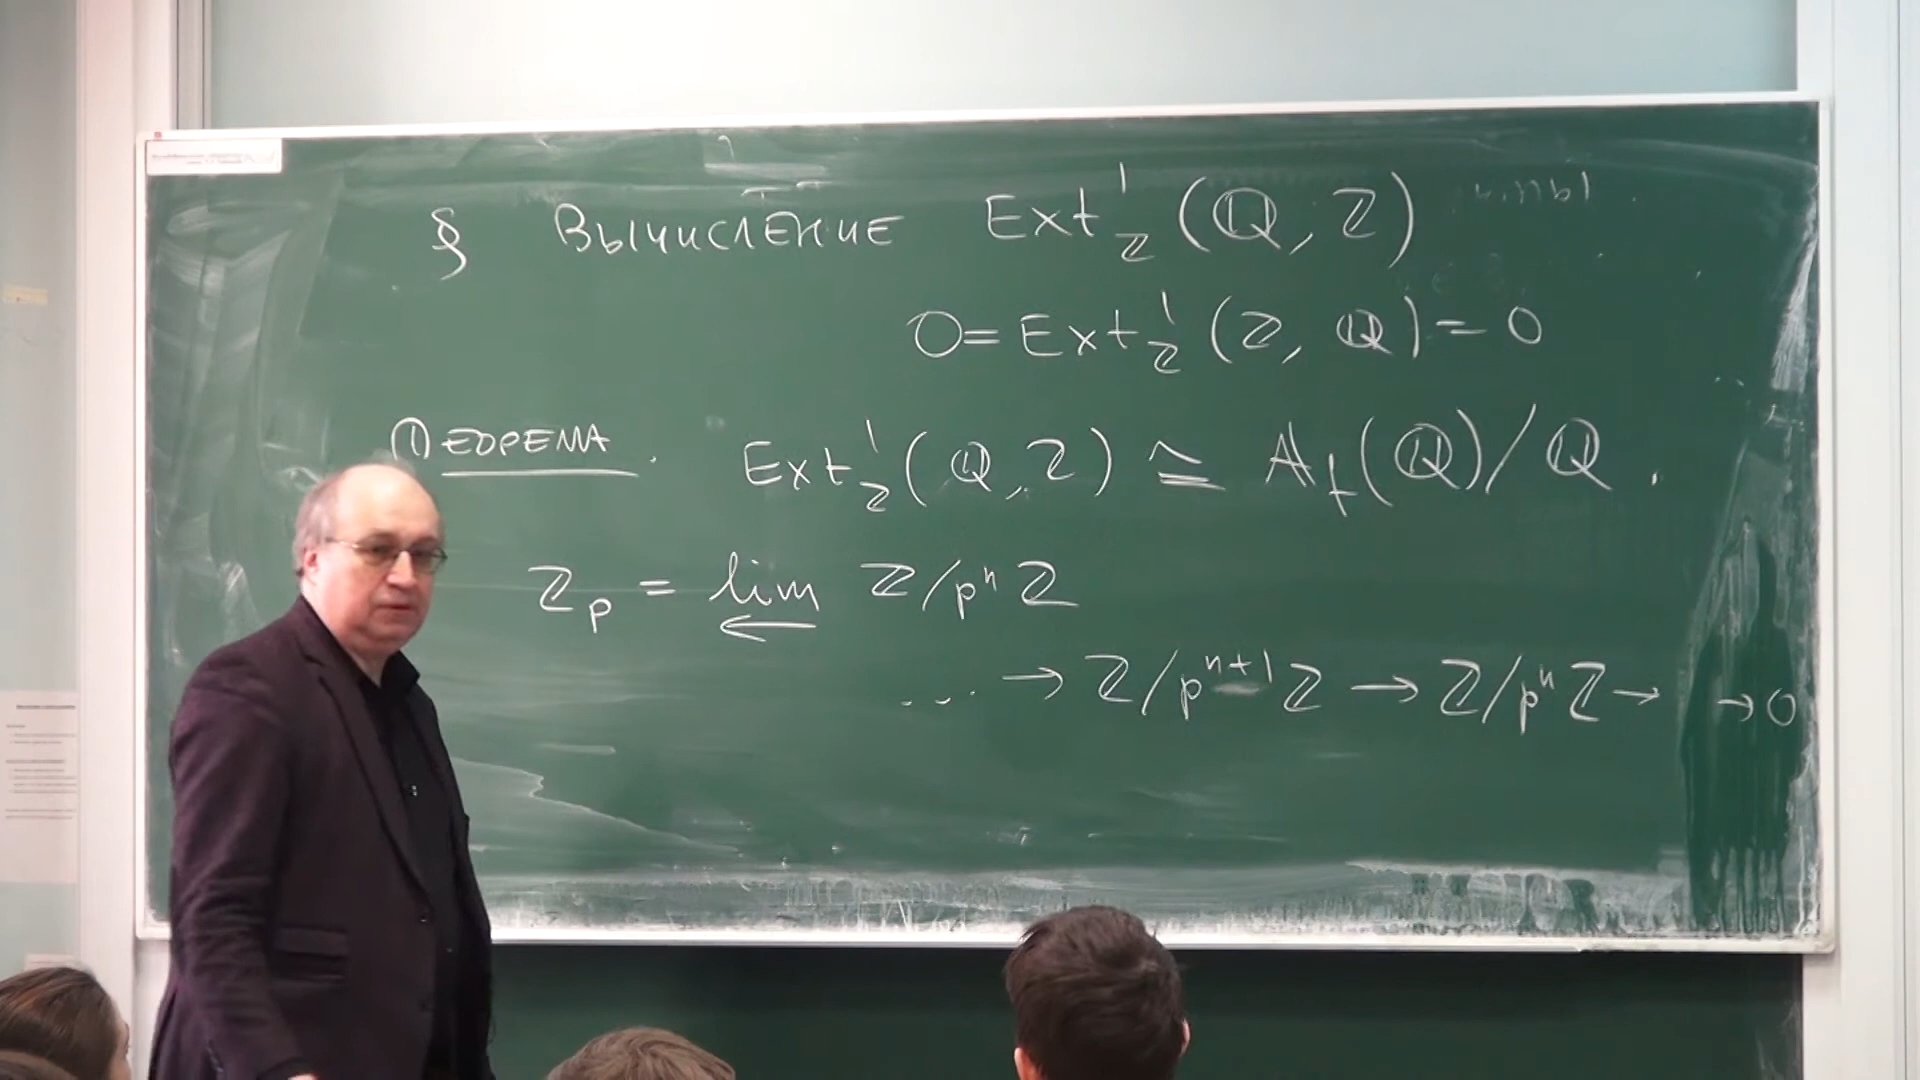 § Вычисление Ext¹_ℤ(ℚ, ℤ)
0 = Ext¹_ℤ(ℤ, ℚ) = 0
Теорема. Ext¹_ℤ(ℚ, ℤ) ≅ 𝔸_f(ℚ)/ℚ.
ℤ_p = lim← ℤ/pⁿℤ
... → ℤ/pⁿ⁺¹ℤ → ℤ/pⁿℤ → → 0